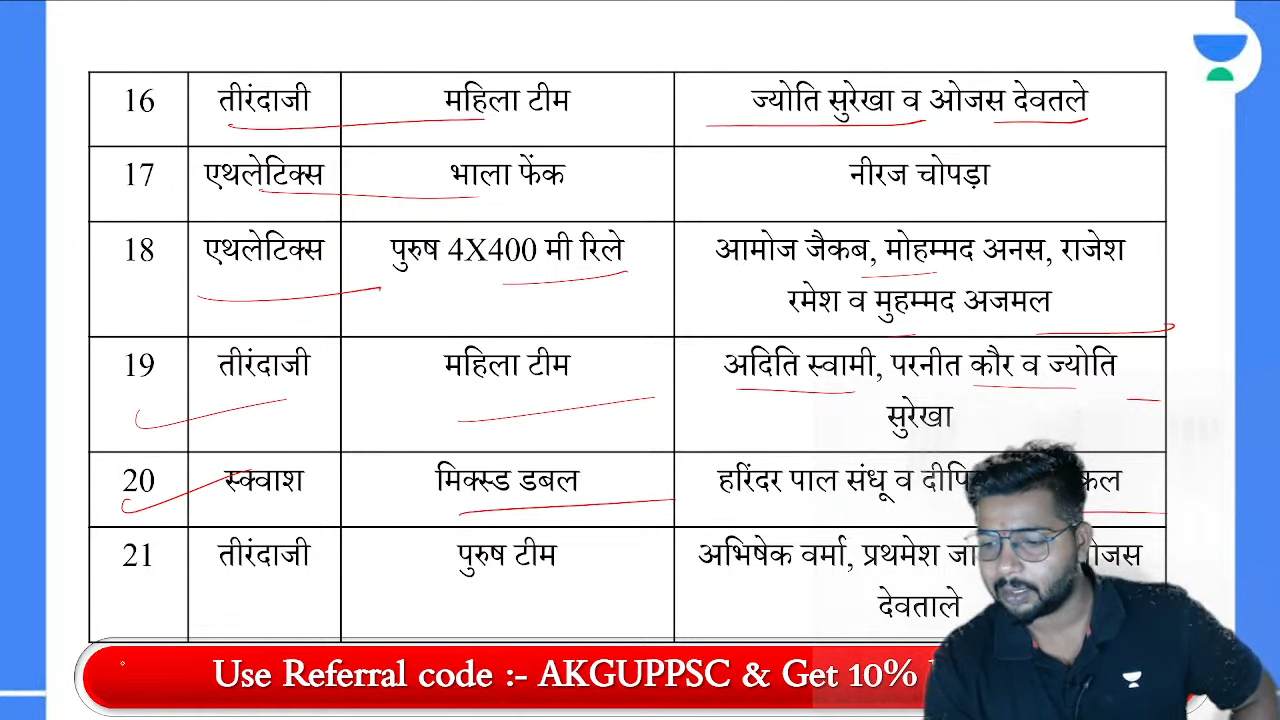 16 तीरंदाजी महिला टीम ज्योति सुरेखा व ओजस देवतले
17 एथलेटिक्स भाला फेंक नीरज चोपड़ा
18 एथलेटिक्स पुरुष 4X400 मी रिले आमोज जैकब, मोहम्मद अनस, राजेश
रमेश व मुहम्मद अजमल
19 तीरंदाजी महिला टीम अदिति स्वामी, परनीत कौर व ज्योति
सुरेखा
20 स्क्वाश मिक्स्ड डबल हरिंदर पाल संधू व
21 तीरंदाजी पुरुष टीम अभिषेक वर्मा, प्रथमेश
देवताले
Use Referral code :- AKGUPPSC & Get 10%